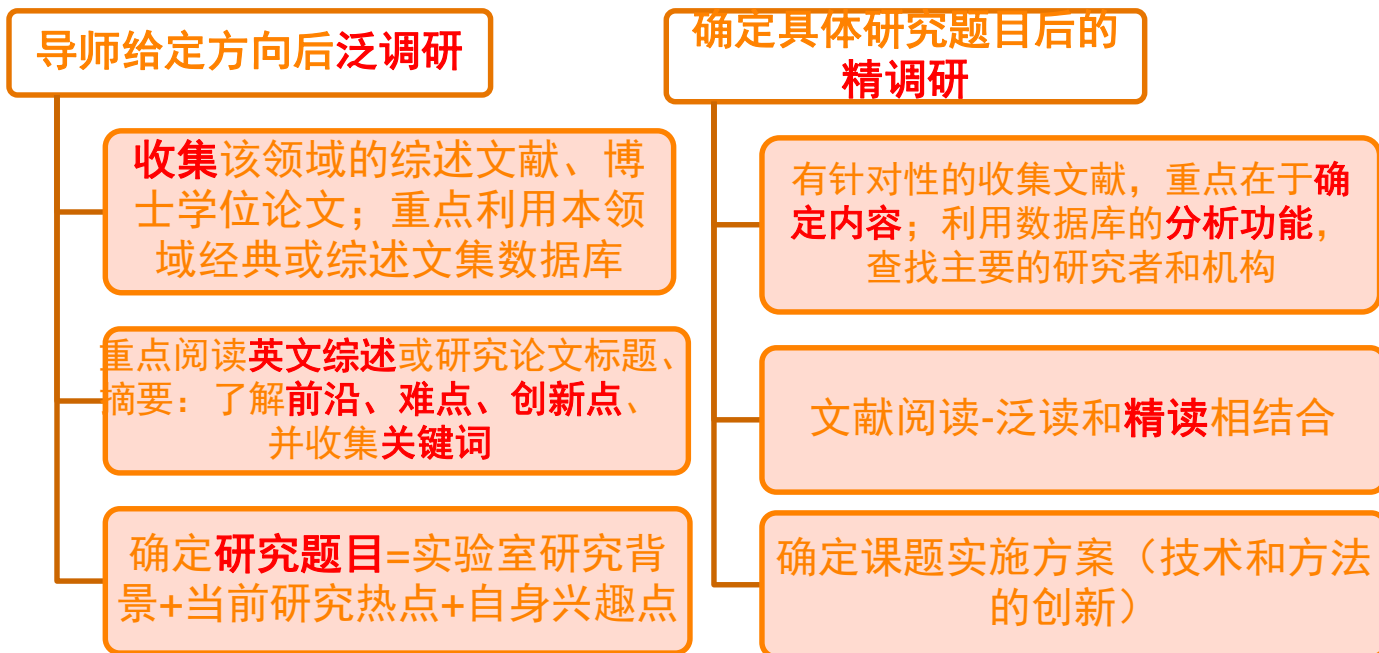 导师给定方向后泛调研
收集该领域的综述文献、博
士学位论文；重点利用本领
域经典或综述文集数据库
重点阅读英文综述或研究论文标题、
摘要：了解前沿、难点、创新点、
并收集关键词
确定研究题目=实验室研究背
景+当前研究热点+自身兴趣点
确定具体研究题目后的
精调研
有针对性的收集文献，重点在于确
定内容；利用数据库的分析功能，
查找主要的研究者和机构
文献阅读-泛读和精读相结合
确定课题实施方案（技术和方法
的创新）